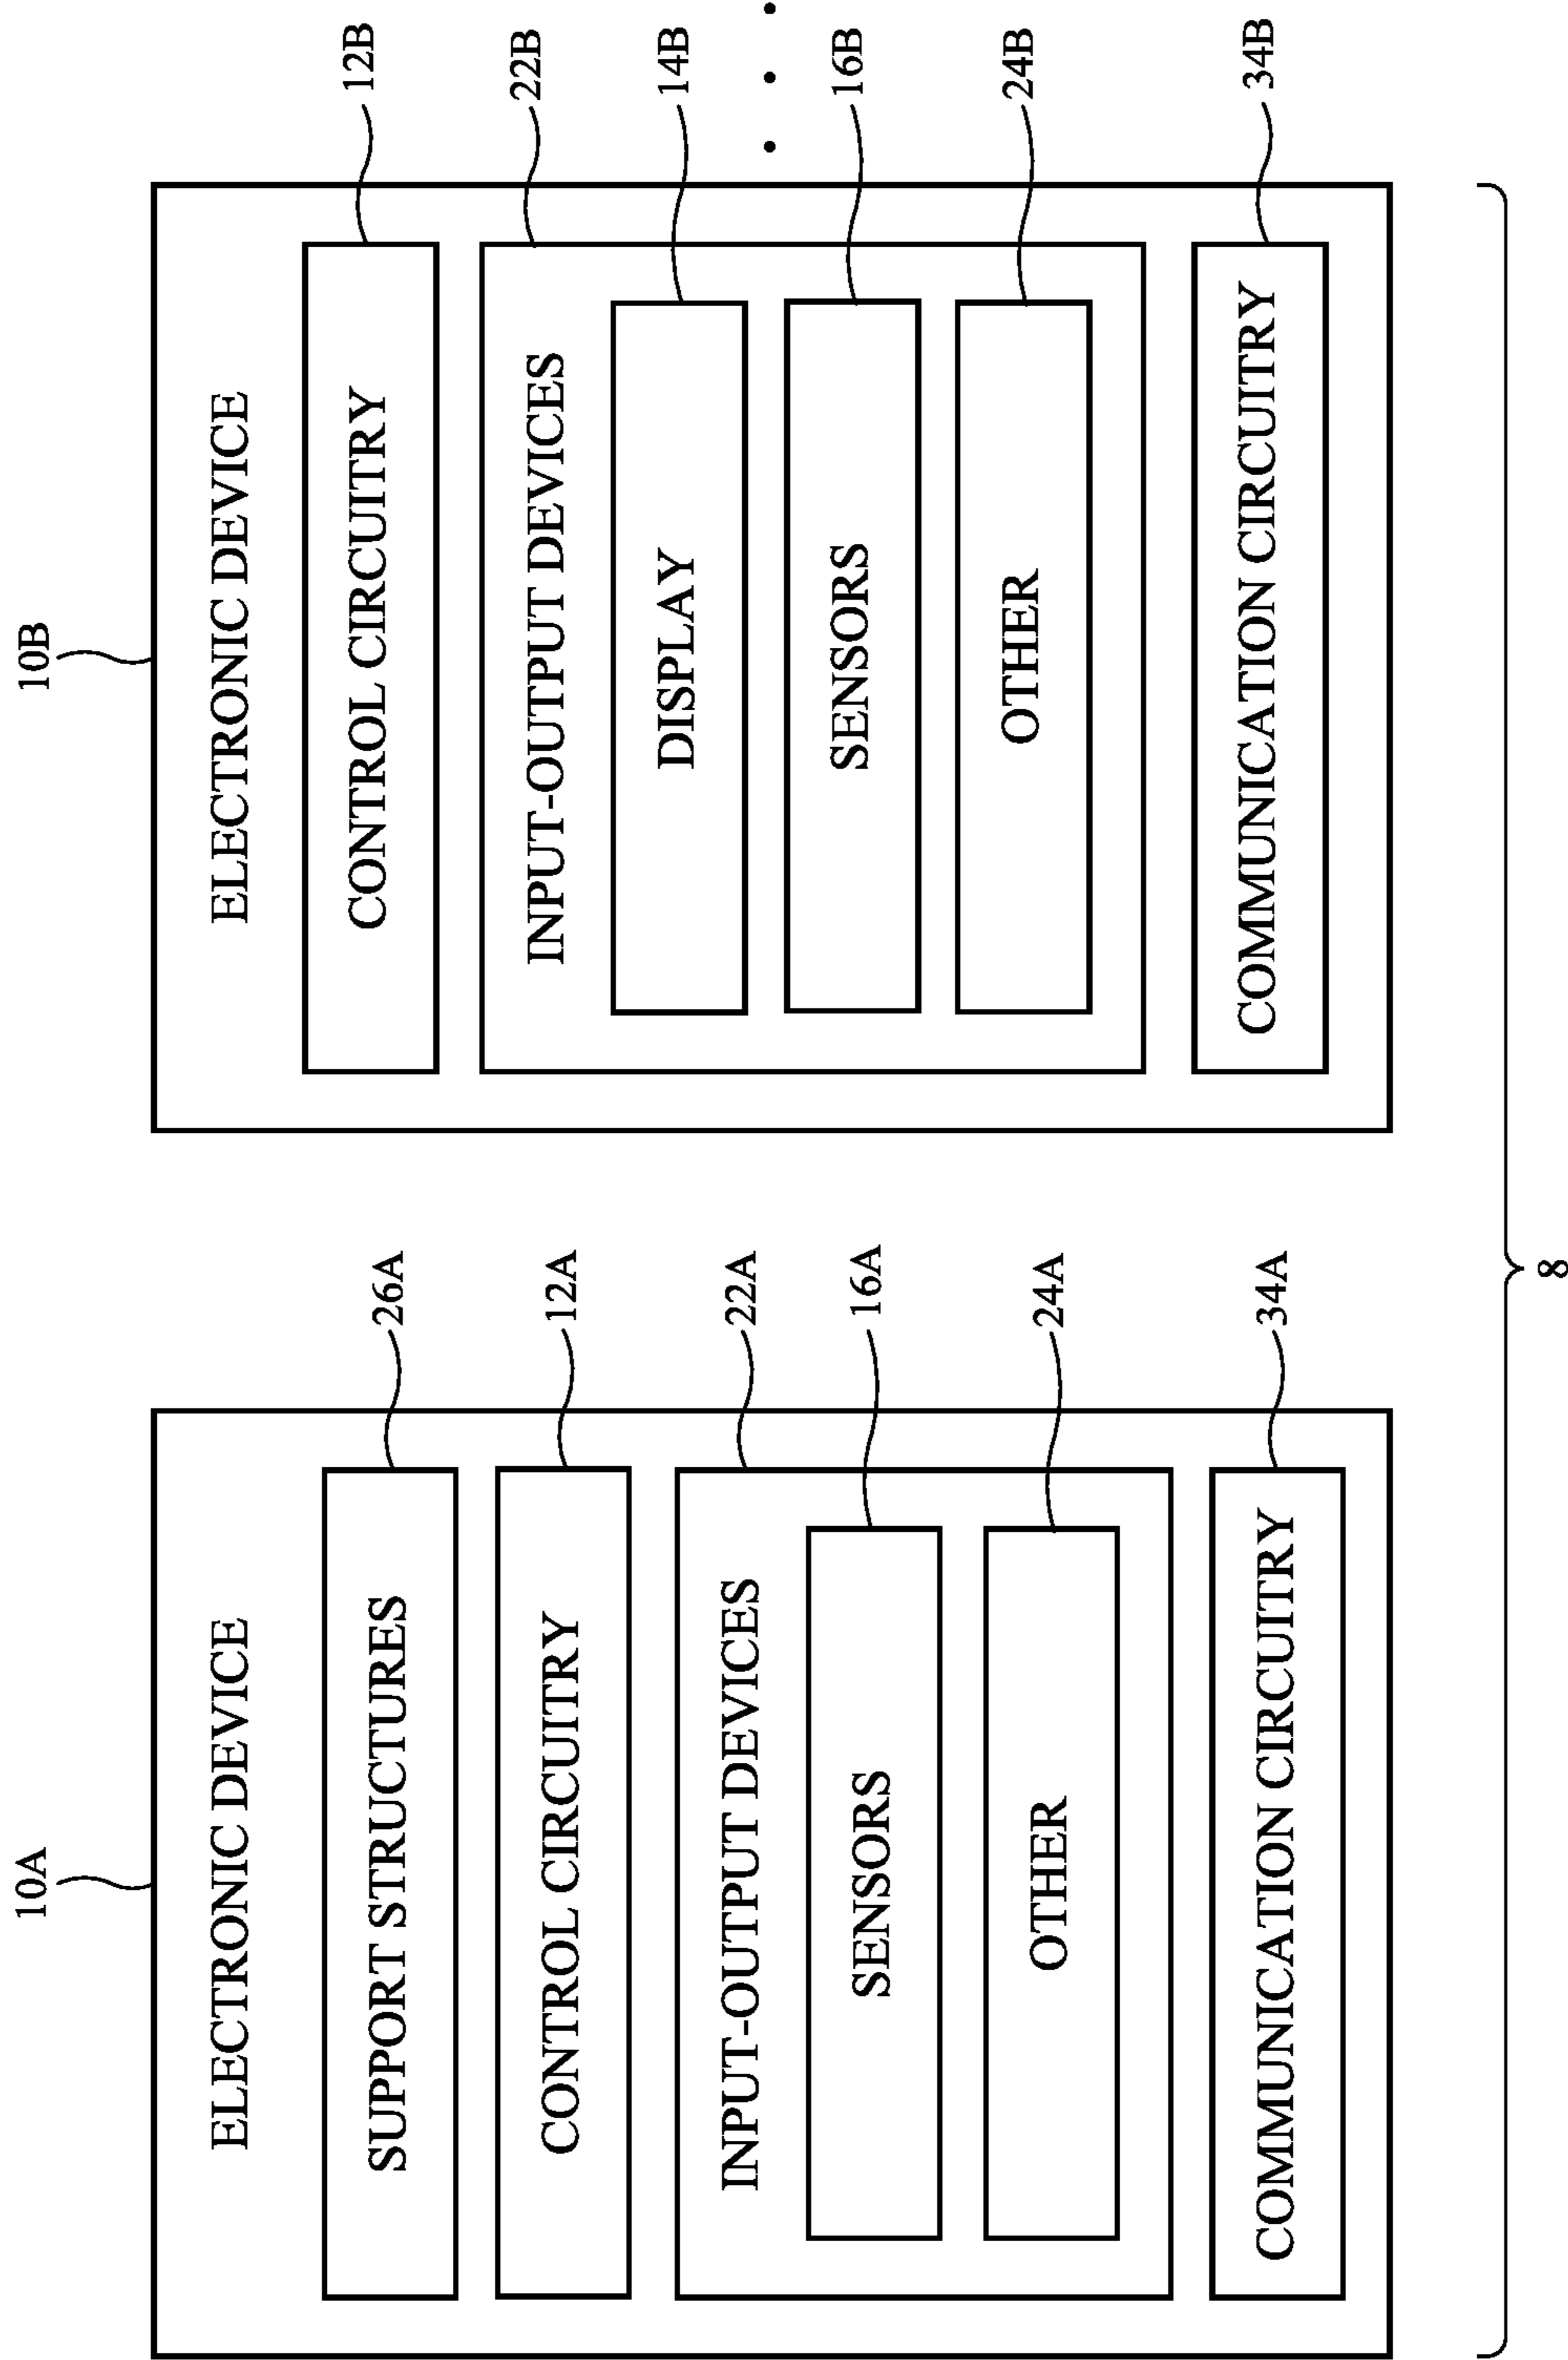 10A
ELECTRONIC DEVICE
SUPPORT STRUCTURES
26A
CONTROL CIRCUITRY
12A
INPUT-OUTPUT DEVICES
22A
SENSORS
16A
OTHER
24A
COMMUNICATION CIRCUITRY
34A
10B
ELECTRONIC DEVICE
CONTROL CIRCUITRY
12B
INPUT-OUTPUT DEVICES
22B
DISPLAY
14B
SENSORS
16B
OTHER
24B
COMMUNICATION CIRCUITRY
34B
8